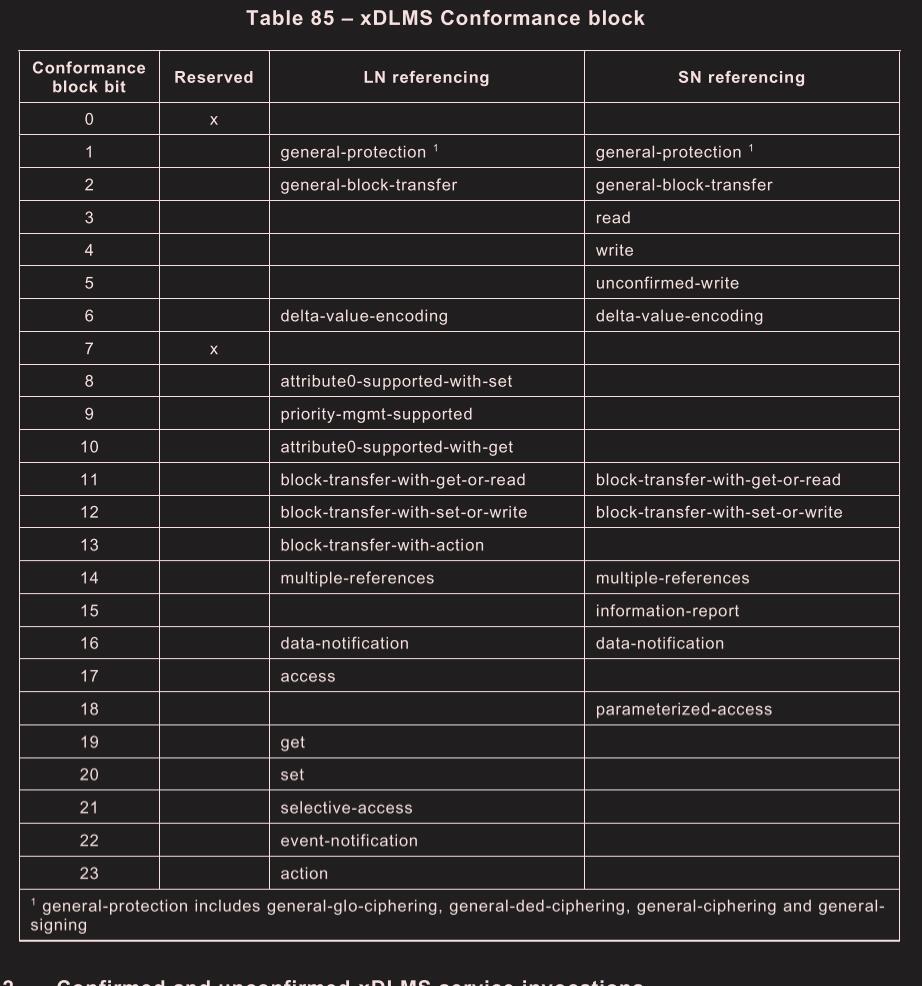 Table 85 – xDLMS Conformance block
Conformance block bit Reserved LN referencing SN referencing
0 x
1 general-protection ¹ general-protection ¹
2 general-block-transfer general-block-transfer
3 read
4 write
5 unconfirmed-write
6 delta-value-encoding delta-value-encoding
7 x
8 attribute0-supported-with-set
9 priority-mgmt-supported
10 attribute0-supported-with-get
11 block-transfer-with-get-or-read block-transfer-with-get-or-read
12 block-transfer-with-set-or-write block-transfer-with-set-or-write
13 block-transfer-with-action
14 multiple-references multiple-references
15 information-report
16 data-notification data-notification
17 access
18 parameterized-access
19 get
20 set
21 selective-access
22 event-notification
23 action
¹ general-protection includes general-glo-ciphering, general-ded-ciphering, general-ciphering and general-
signing
Confirmed and unconfirmed xDLMS service invocations